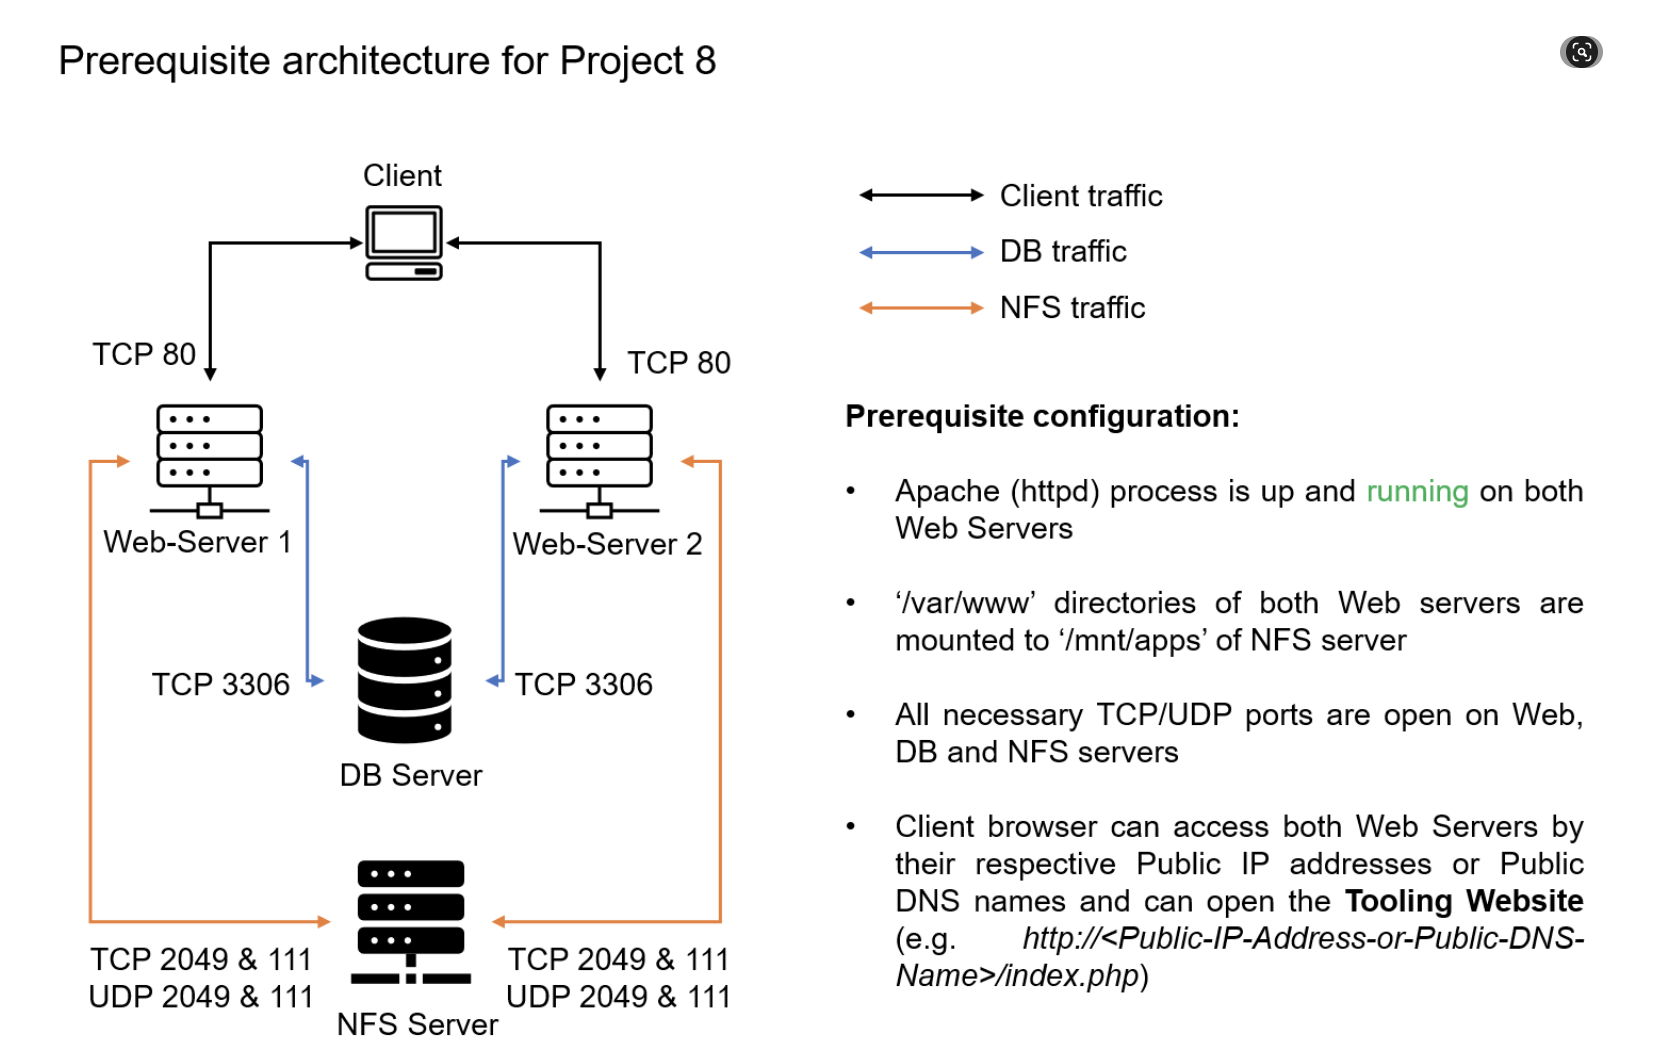 Prerequisite architecture for Project 8
Client
TCP 80
TCP 80
Web-Server 1
Web-Server 2
TCP 3306
TCP 3306
DB Server
TCP 2049 & 111
UDP 2049 & 111
TCP 2049 & 111
UDP 2049 & 111
NFS Server
Client traffic
DB traffic
NFS traffic
Prerequisite configuration:
• Apache (httpd) process is up and running on both
Web Servers
• ‘/var/www’ directories of both Web servers are
mounted to ‘/mnt/apps’ of NFS server
• All necessary TCP/UDP ports are open on Web,
DB and NFS servers
• Client browser can access both Web Servers by
their respective Public IP addresses or Public
DNS names and can open the Tooling Website
(e.g. http://<Public-IP-Address-or-Public-DNS-
Name>/index.php)